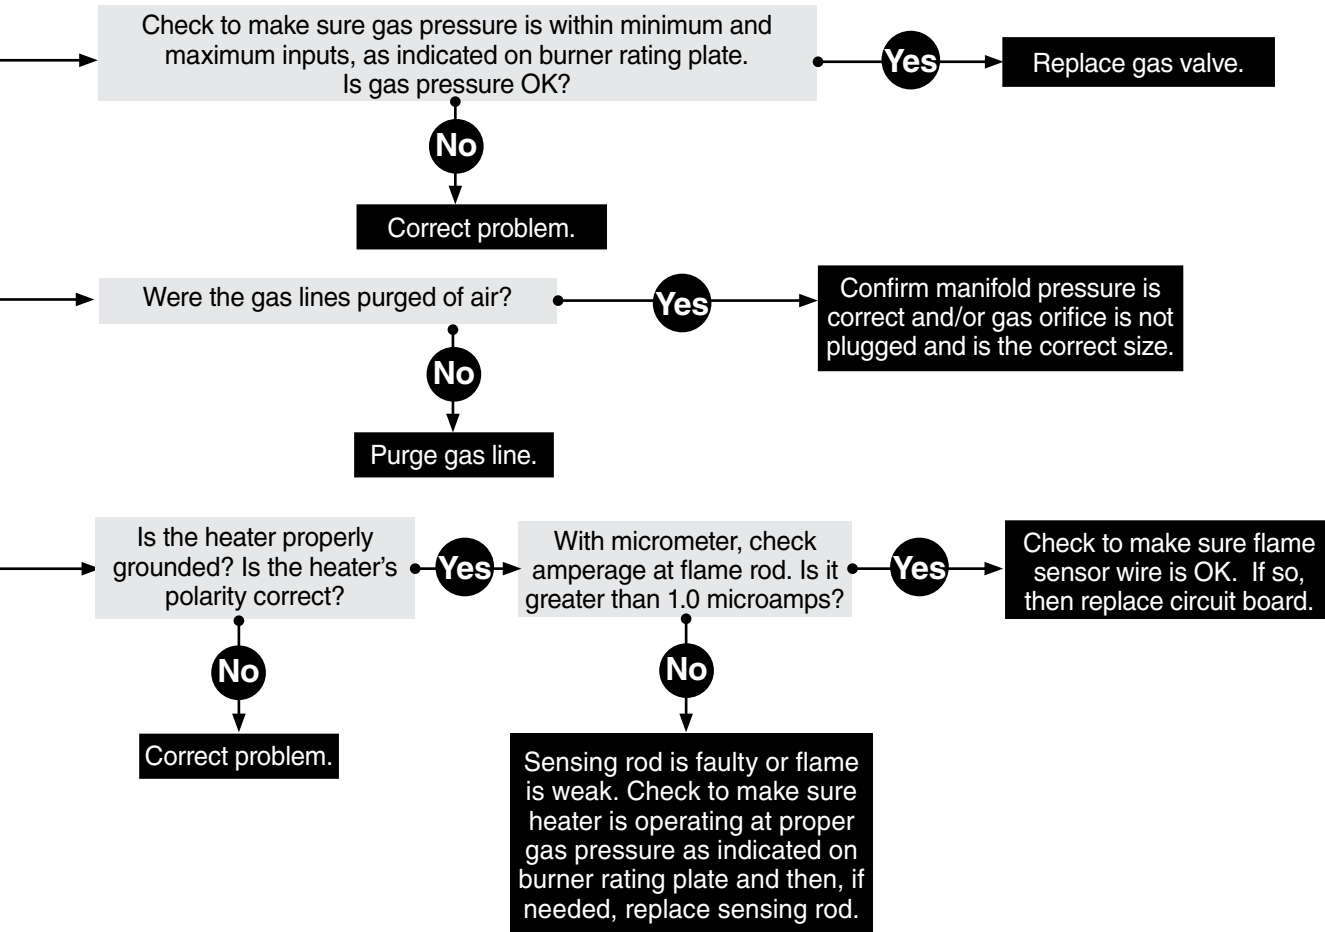 Check to make sure gas pressure is within minimum and
maximum inputs, as indicated on burner rating plate.
Is gas pressure OK?
Yes
Replace gas valve.
No
Correct problem.
Were the gas lines purged of air?
Yes
Confirm manifold pressure is
correct and/or gas orifice is not
plugged and is the correct size.
No
Purge gas line.
Is the heater properly
grounded? Is the heater's
polarity correct?
Yes
With micrometer, check
amperage at flame rod. Is it
greater than 1.0 microamps?
Yes
Check to make sure flame
sensor wire is OK.  If so,
then replace circuit board.
No
Correct problem.
No
Sensing rod is faulty or flame
is weak. Check to make sure
heater is operating at proper
gas pressure as indicated on
burner rating plate and then, if
needed, replace sensing rod.